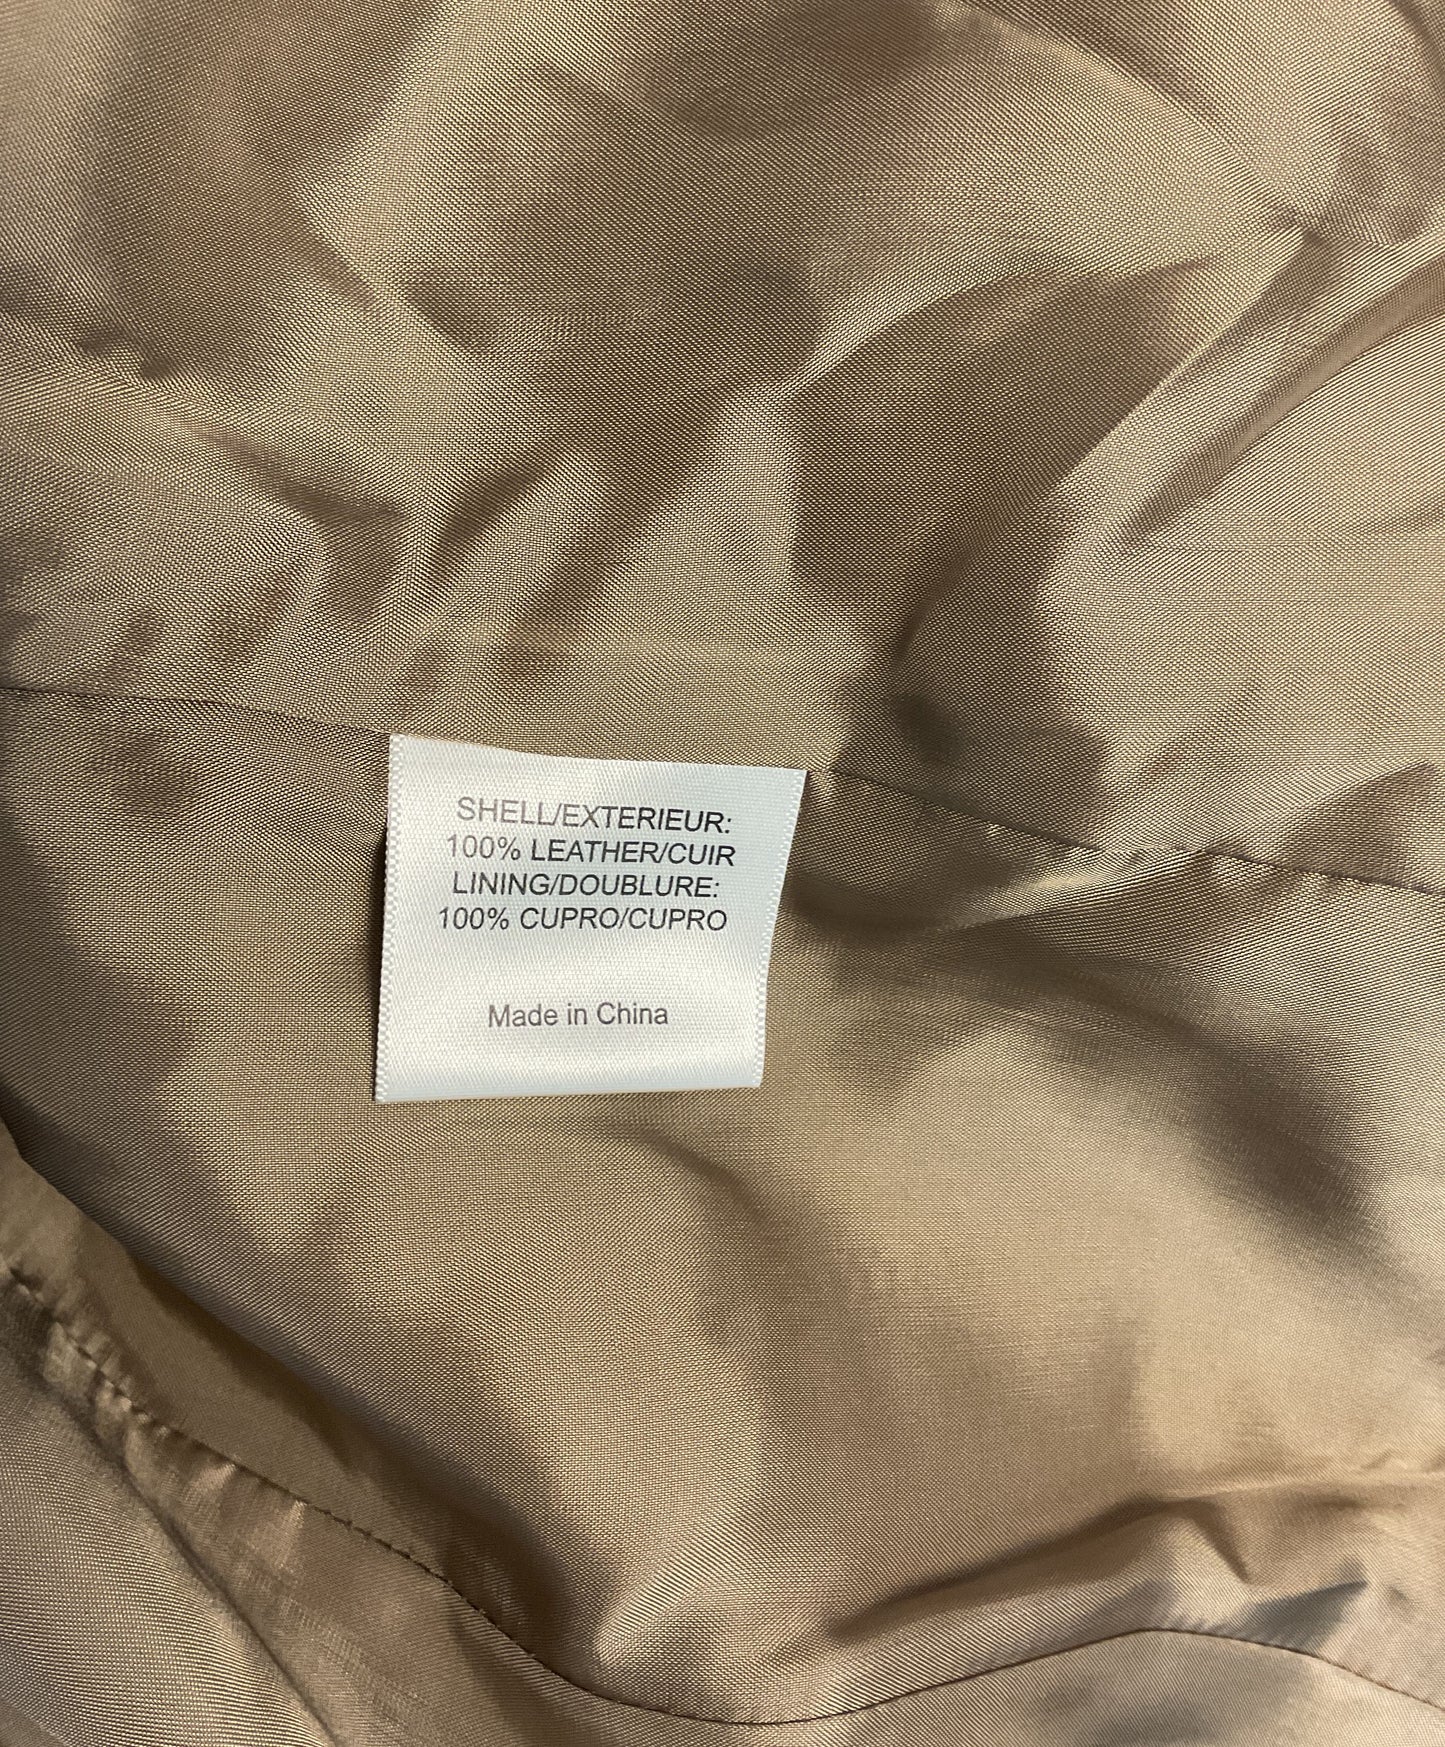 SHELL/EXTERIEUR:
100% LEATHER/CUIR
LINING/DOUBLURE:
100% CUPRO/CUPRO
Made in China